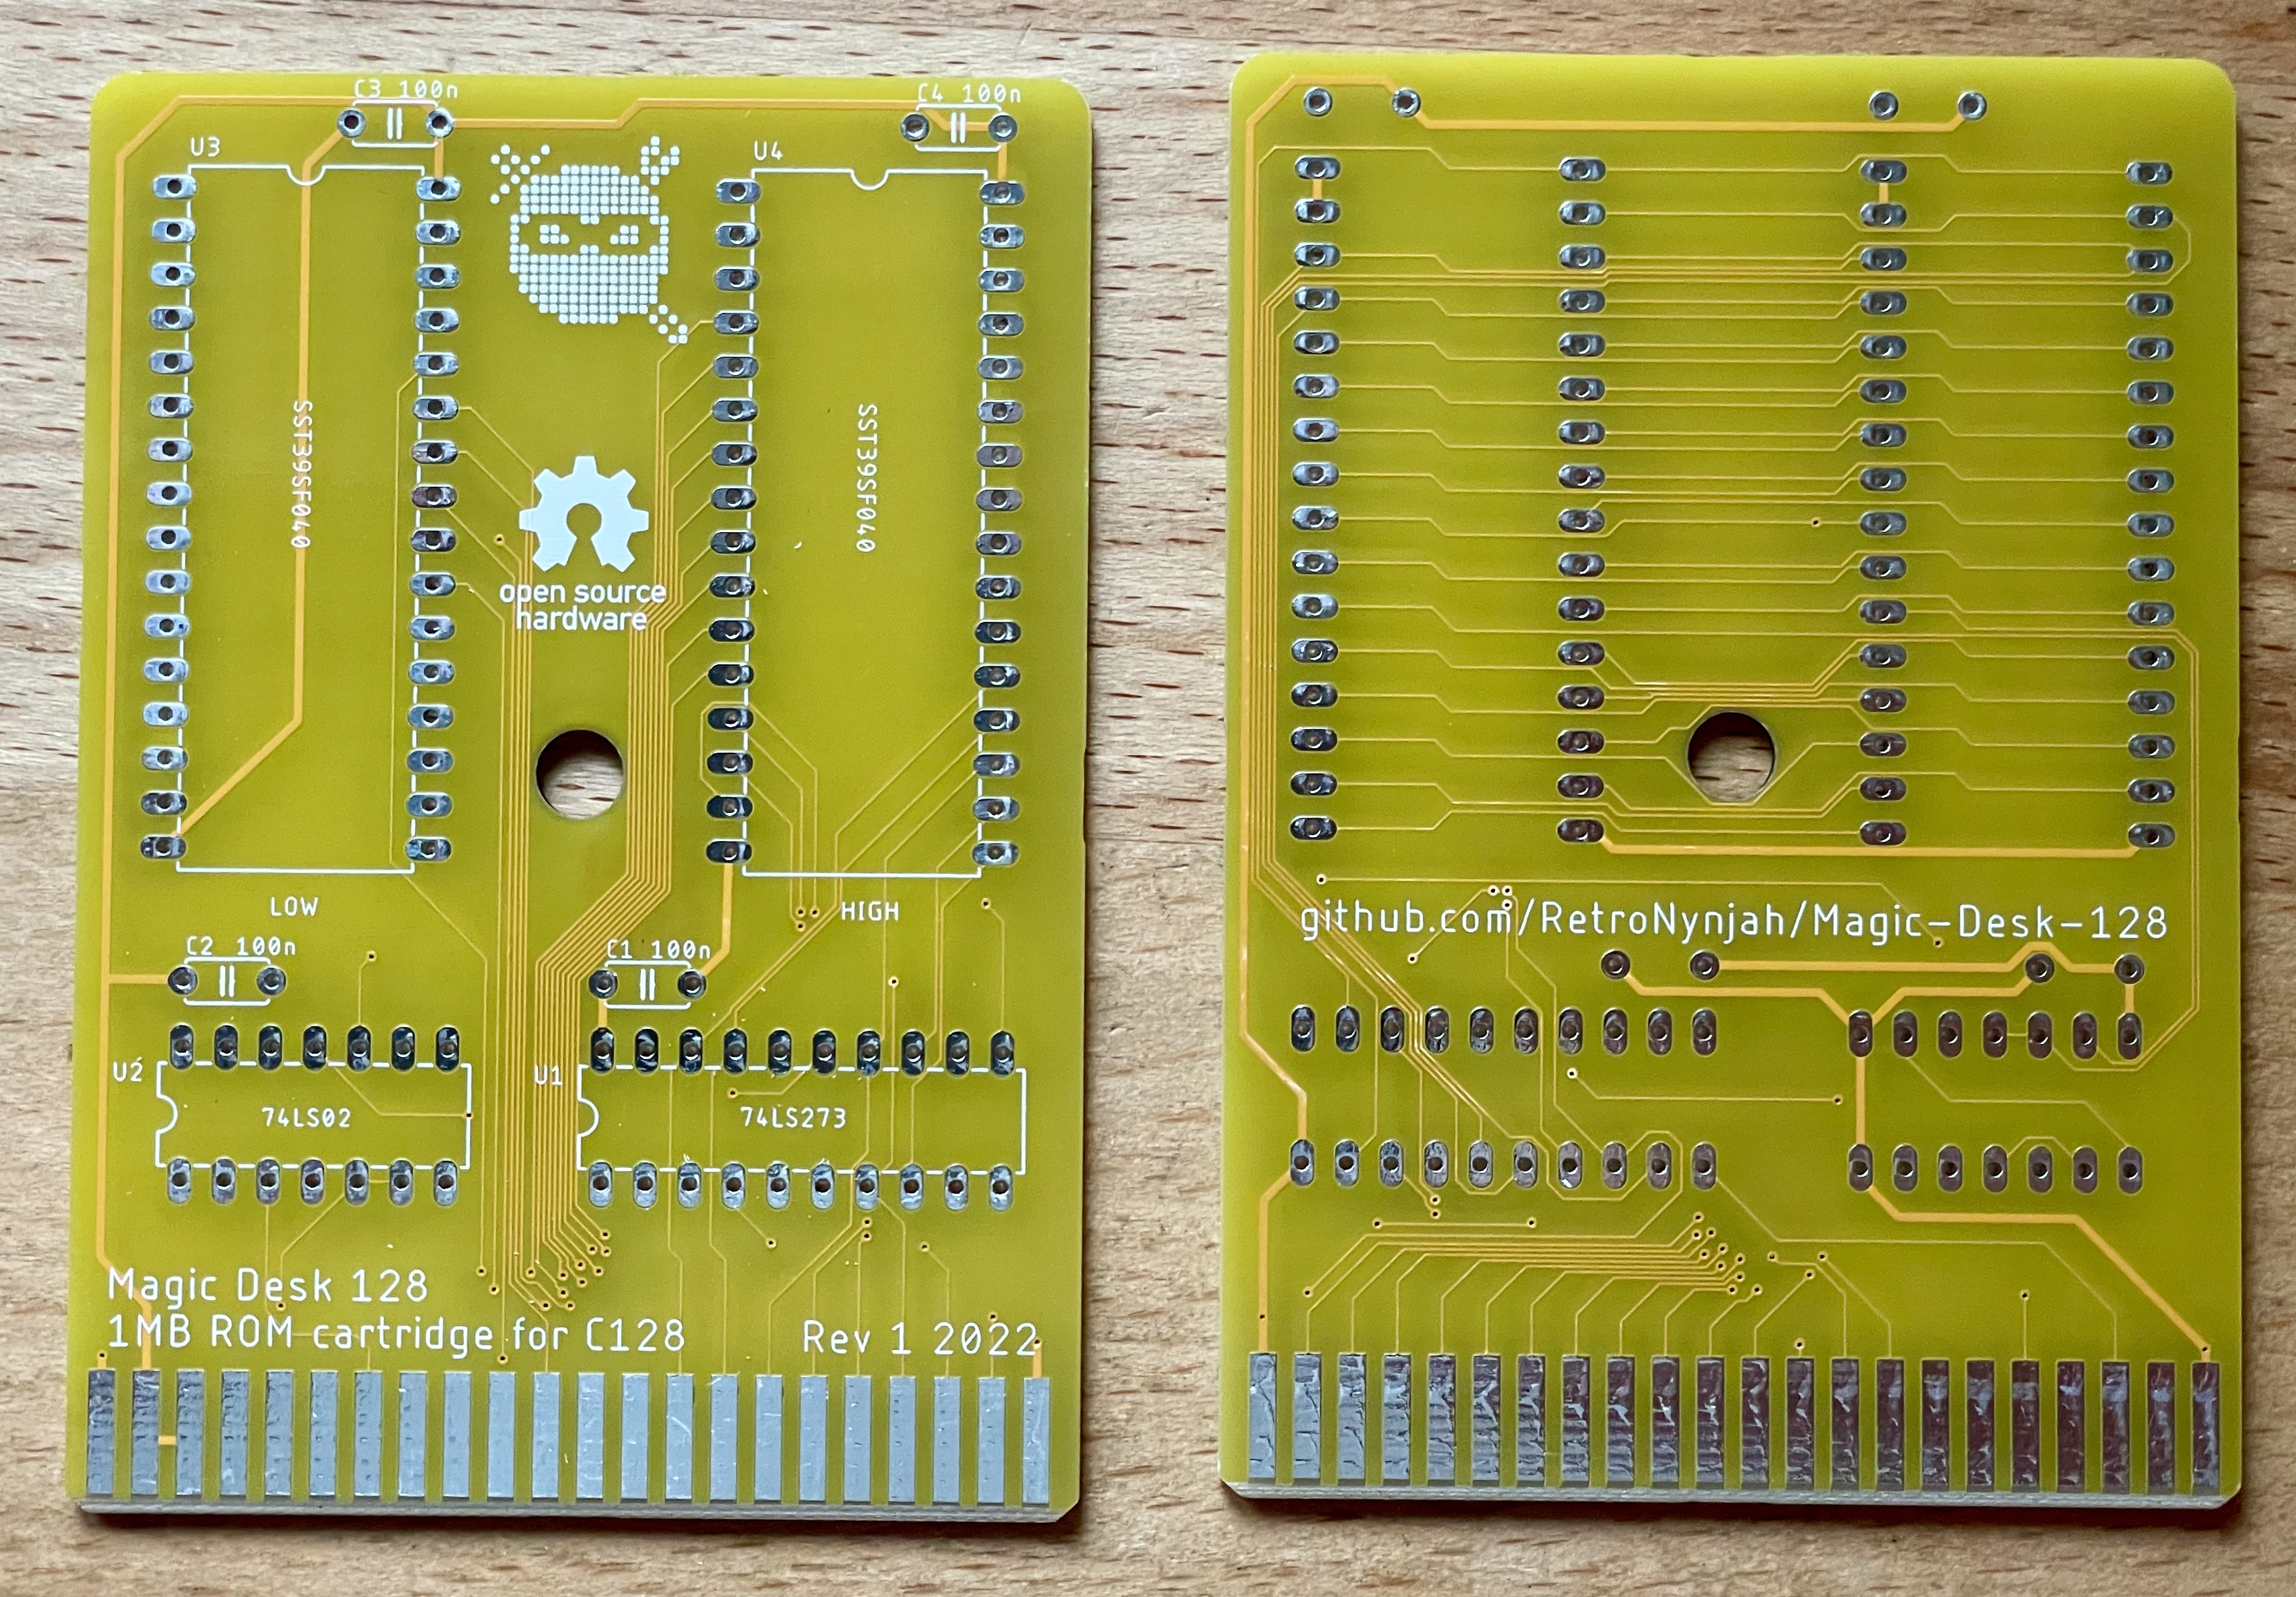 C3 100n
C4 100n
U3
U4
SST39SF040
SST39SF040
open source
hardware
LOW
HIGH
C2 100n
C1 100n
U2
U1
74LS02
74LS273
Magic Desk 128
1MB ROM cartridge for C128
Rev 1 2022
github.com/RetroNynjah/Magic-Desk-128